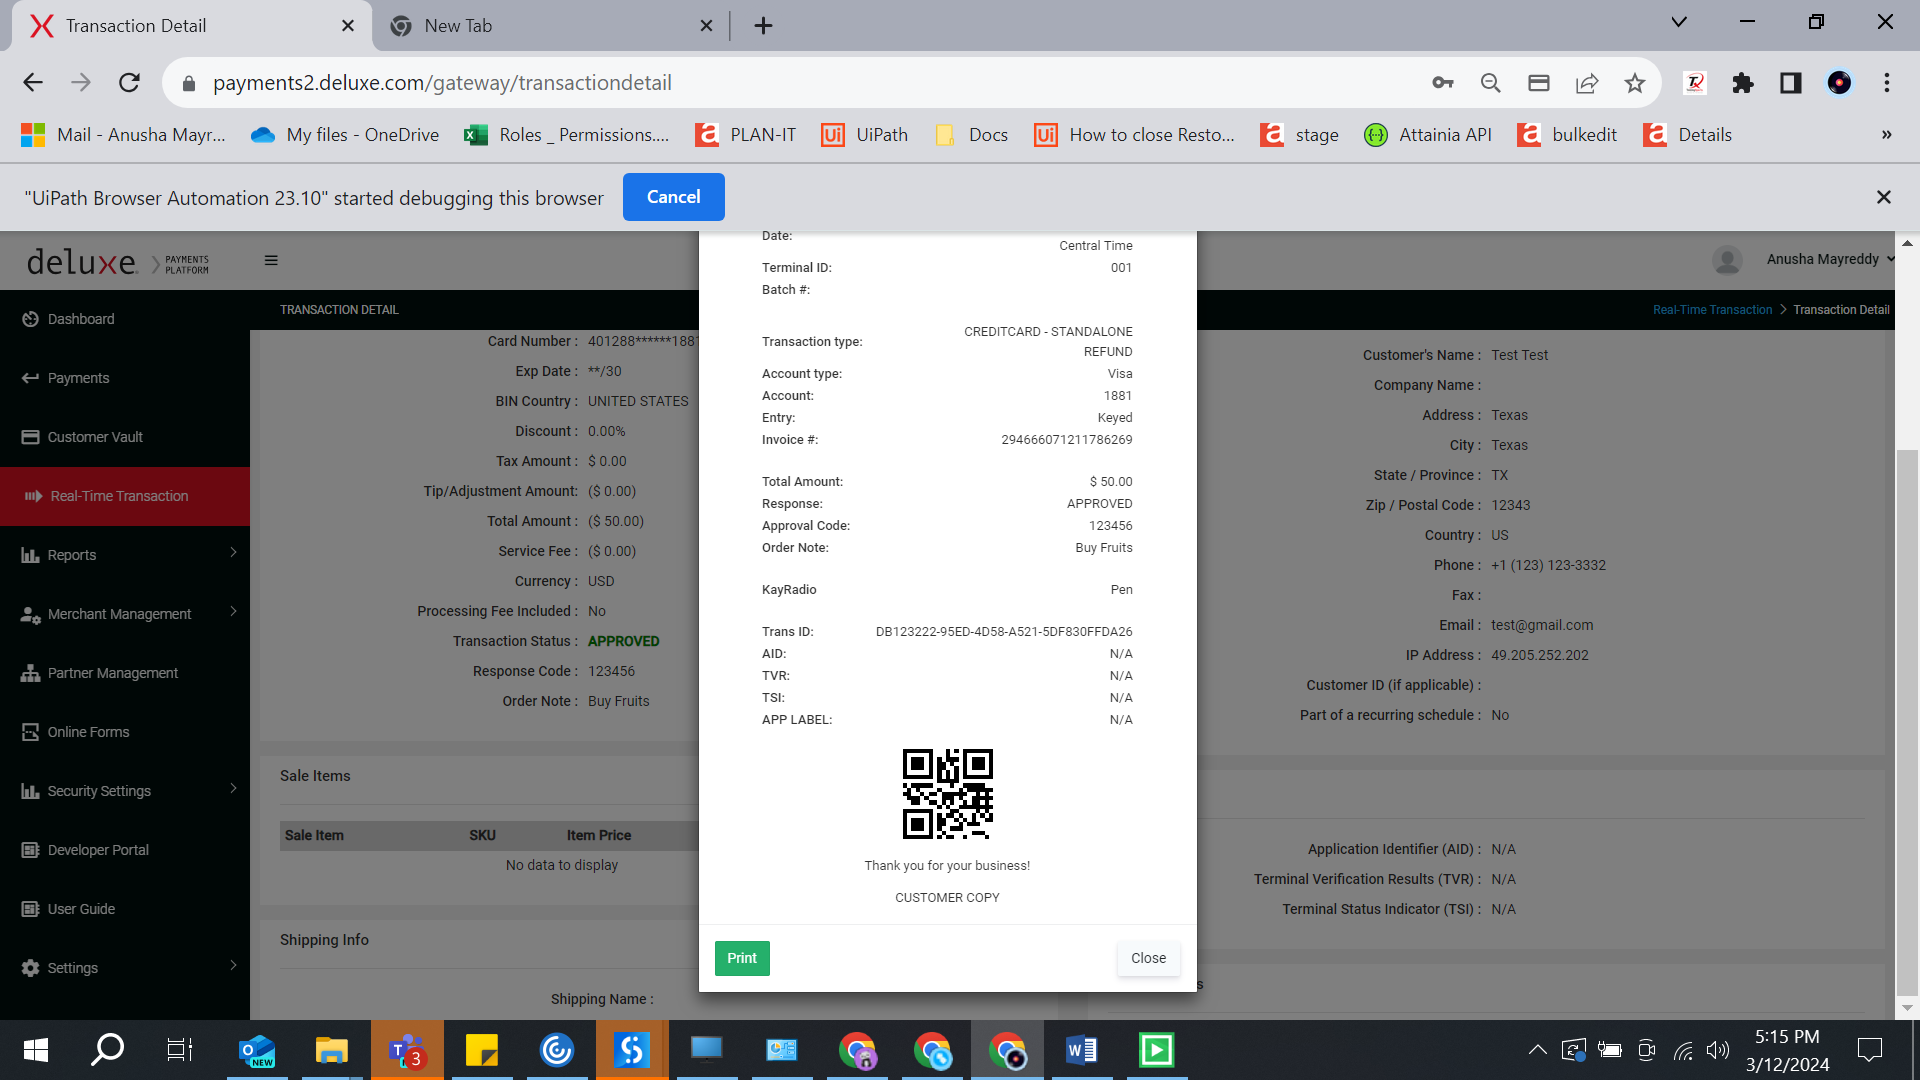 Transaction Detail
New Tab
payments2.deluxe.com/gateway/transactiondetail
Mail - Anusha Mayr...
My files - OneDrive
Roles _ Permissions....
PLAN-IT
UiPath
Docs
How to close Resto...
stage
Attainia API
bulkedit
Details
»
"UiPath Browser Automation 23.10" started debugging this browser
Cancel
deluxe. PAYMENTS PLATFORM
Anusha Mayreddy
Dashboard
Payments
Customer Vault
Real-Time Transaction
Reports
Merchant Management
Partner Management
Online Forms
Security Settings
Developer Portal
User Guide
Settings
TRANSACTION DETAIL
Real-Time Transaction > Transaction Detail
Card Number : 401288******1881
Exp Date : **/30
BIN Country : UNITED STATES
Discount : 0.00%
Tax Amount : $ 0.00
Tip/Adjustment Amount: ($ 0.00)
Total Amount : ($ 50.00)
Service Fee : ($ 0.00)
Currency : USD
Processing Fee Included : No
Transaction Status : APPROVED
Response Code : 123456
Order Note : Buy Fruits
Sale Items
Sale Item SKU Item Price
No data to display
Shipping Info
Shipping Name :
Date:
Central Time
Terminal ID: 001
Batch #:
Transaction type: CREDITCARD - STANDALONE
REFUND
Account type: Visa
Account: 1881
Entry: Keyed
Invoice #: 294666071211786269
Total Amount: $ 50.00
Response: APPROVED
Approval Code: 123456
Order Note: Buy Fruits
KayRadio Pen
Trans ID: DB123222-95ED-4D58-A521-5DF830FFDA26
AID: N/A
TVR: N/A
TSI: N/A
APP LABEL: N/A
Thank you for your business!
CUSTOMER COPY
Print
Close
Customer's Name : Test Test
Company Name :
Address : Texas
City : Texas
State / Province : TX
Zip / Postal Code : 12343
Country : US
Phone : +1 (123) 123-3332
Fax :
Email : test@gmail.com
IP Address : 49.205.252.202
Customer ID (if applicable) :
Part of a recurring schedule : No
Application Identifier (AID) : N/A
Terminal Verification Results (TVR) : N/A
Terminal Status Indicator (TSI) : N/A
s
NEW
3
5:15 PM
3/12/2024